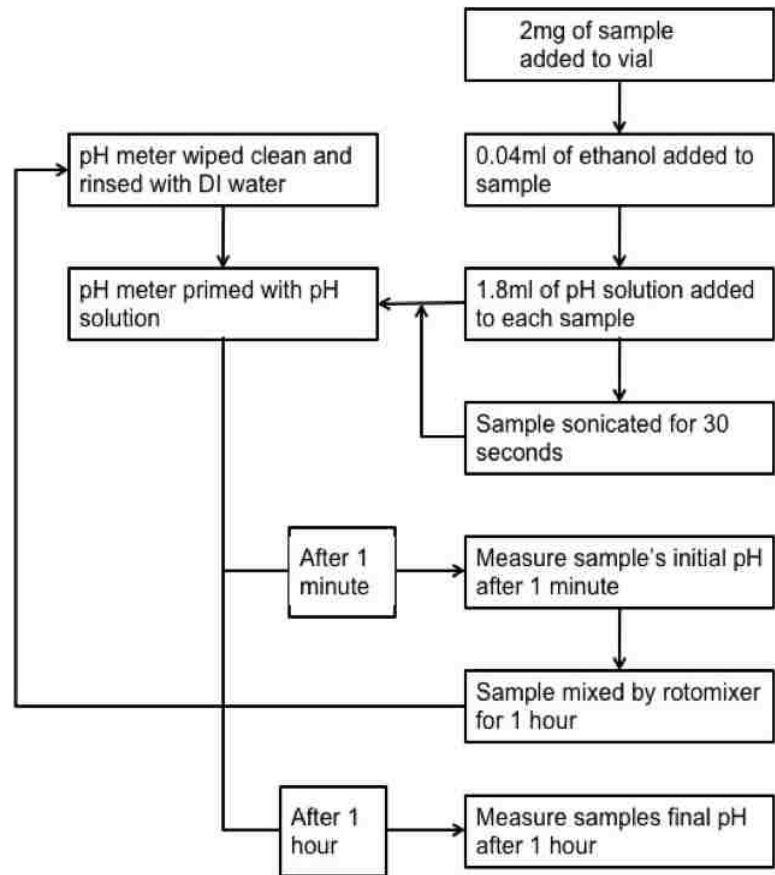 2mg of sample
added to vial
pH meter wiped clean and
rinsed with DI water
0.04ml of ethanol added to
sample
pH meter primed with pH
solution
1.8ml of pH solution added
to each sample
Sample sonicated for 30
seconds
After 1
minute
Measure sample's initial pH
after 1 minute
Sample mixed by rotomixer
for 1 hour
After 1
hour
Measure samples final pH
after 1 hour